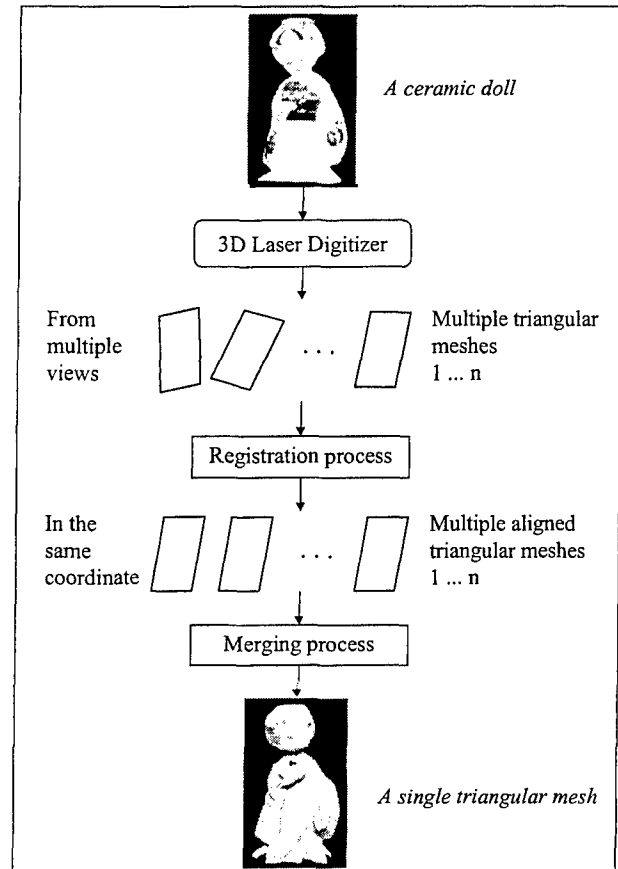 A ceramic doll
3D Laser Digitizer
From
multiple
views
. . .
Multiple triangular
meshes
1 ... n
Registration process
In the
same
coordinate
. . .
Multiple aligned
triangular meshes
1 ... n
Merging process
A single triangular mesh